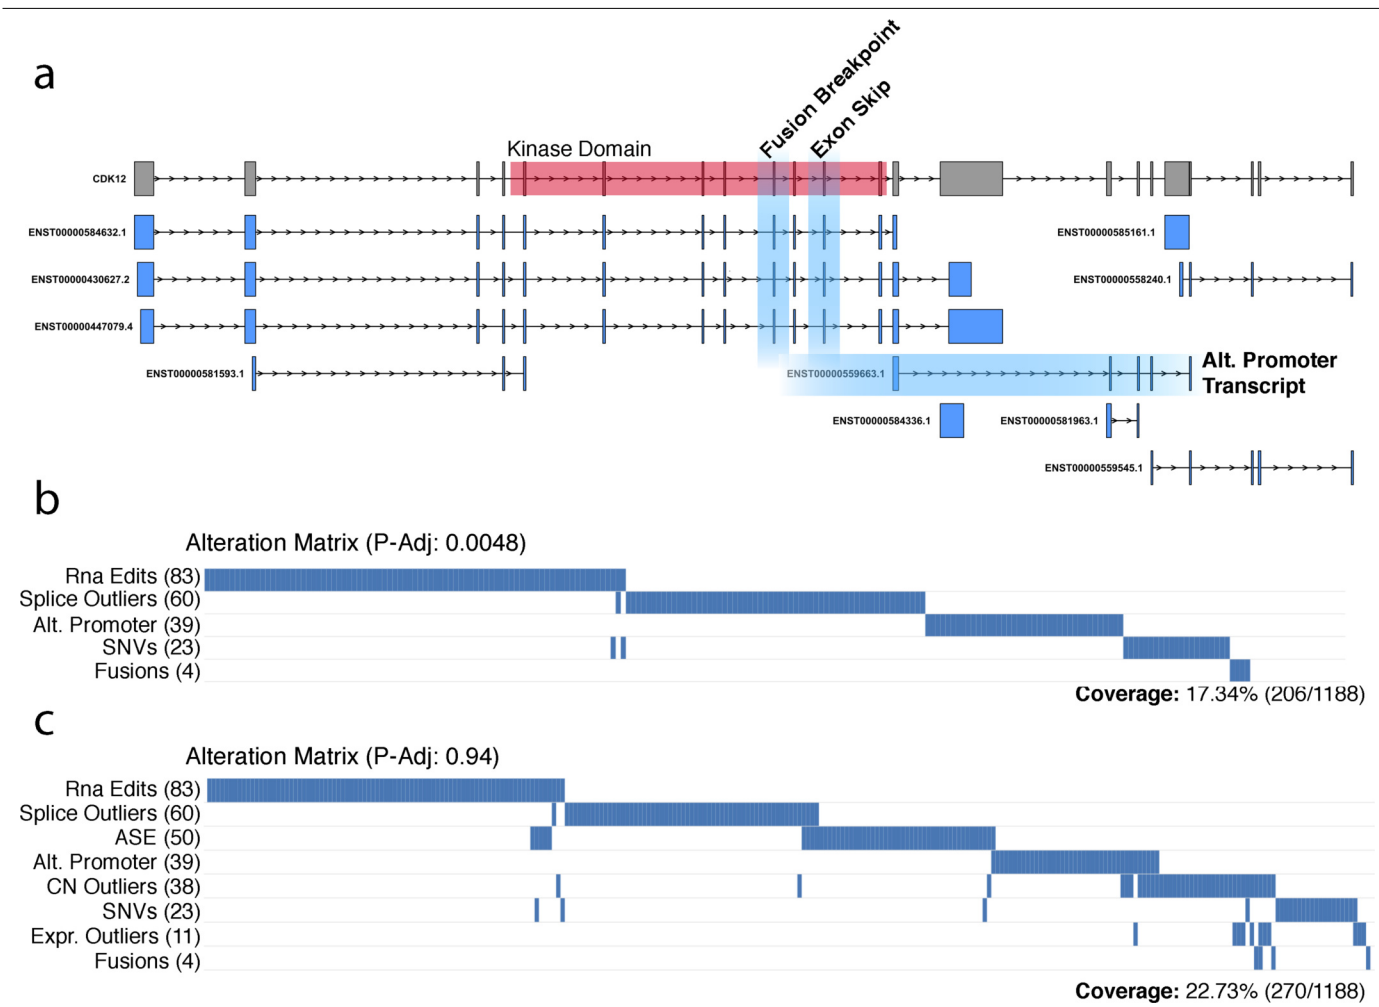 a
Fusion Breakpoint
Exon Skip
Kinase Domain
CDK12
ENST00000584632.1
ENST00000585161.1
ENST00000430627.2
ENST00000558240.1
ENST00000447079.4
ENST00000581593.1
ENST00000559663.1
Alt. Promoter
Transcript
ENST00000584336.1
ENST00000581963.1
ENST00000559545.1
b
Alteration Matrix (P-Adj: 0.0048)
Rna Edits (83)
Splice Outliers (60)
Alt. Promoter (39)
SNVs (23)
Fusions (4)
Coverage: 17.34% (206/1188)
c
Alteration Matrix (P-Adj: 0.94)
Rna Edits (83)
Splice Outliers (60)
ASE (50)
Alt. Promoter (39)
CN Outliers (38)
SNVs (23)
Expr. Outliers (11)
Fusions (4)
Coverage: 22.73% (270/1188)